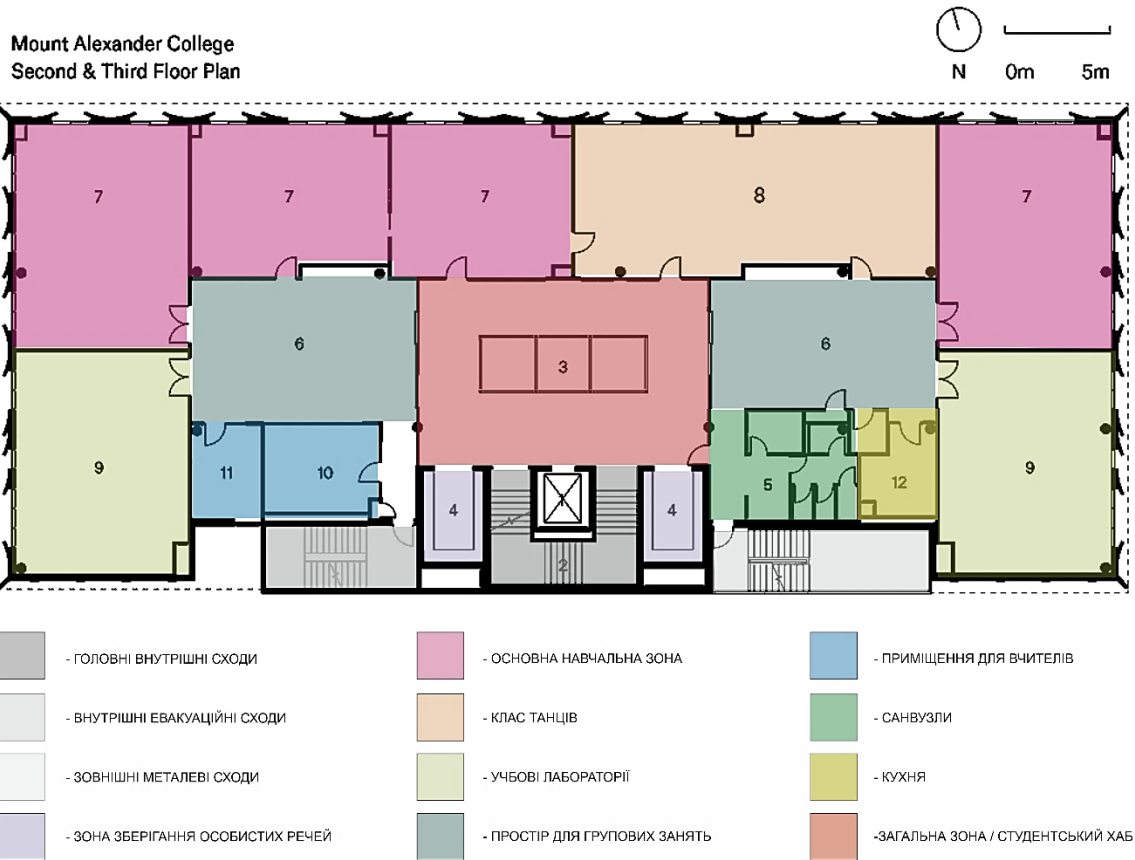 Mount Alexander College
Second & Third Floor Plan
N 0m 5m
7 7 7 8 7
6 3 6
9 11 10 4 1 4 5 12 9
2
- ГОЛОВНІ ВНУТРІШНІ СХОДИ
- ОСНОВНА НАВЧАЛЬНА ЗОНА
- ПРИМІЩЕННЯ ДЛЯ ВЧИТЕЛІВ
- ВНУТРІШНІ ЕВАКУАЦІЙНІ СХОДИ
- КЛАС ТАНЦІВ
- САНВУЗЛИ
- ЗОВНІШНІ МЕТАЛЕВІ СХОДИ
- УЧБОВІ ЛАБОРАТОРІЇ
- КУХНЯ
- ЗОНА ЗБЕРІГАННЯ ОСОБИСТИХ РЕЧЕЙ
- ПРОСТІР ДЛЯ ГРУПОВИХ ЗАНЯТЬ
-ЗАГАЛЬНА ЗОНА / СТУДЕНТСЬКИЙ ХАБ